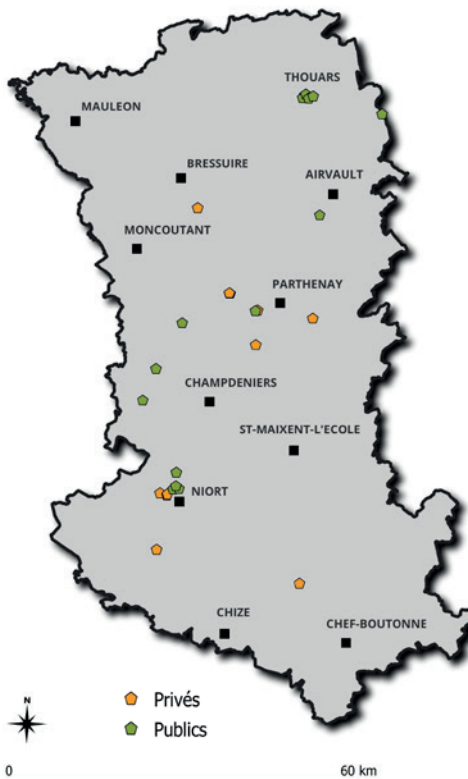 THOUARS
MAULEON
BRESSUIRE
AIRVAULT
MONCOUTANT
PARTHENAY
CHAMPDENIERS
ST-MAIXENT-L'ECOLE
NIORT
CHIZE
CHEF-BOUTONNE
N
Privés
Publics
0 60 km